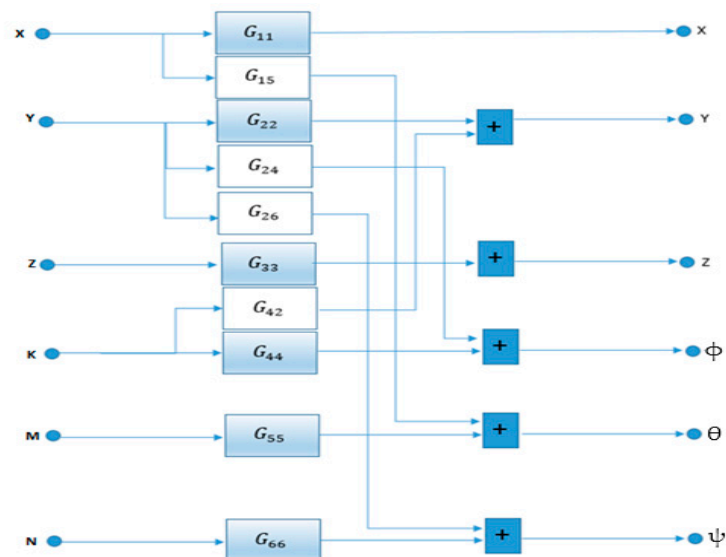 X G₁₁ X
G₁₅
Y G₂₂ + Y
G₂₄
G₂₆
Z G₃₃ + Z
G₄₂
K G₄₄ + ϕ
M G₅₅ + θ
N G₆₆ + ψ